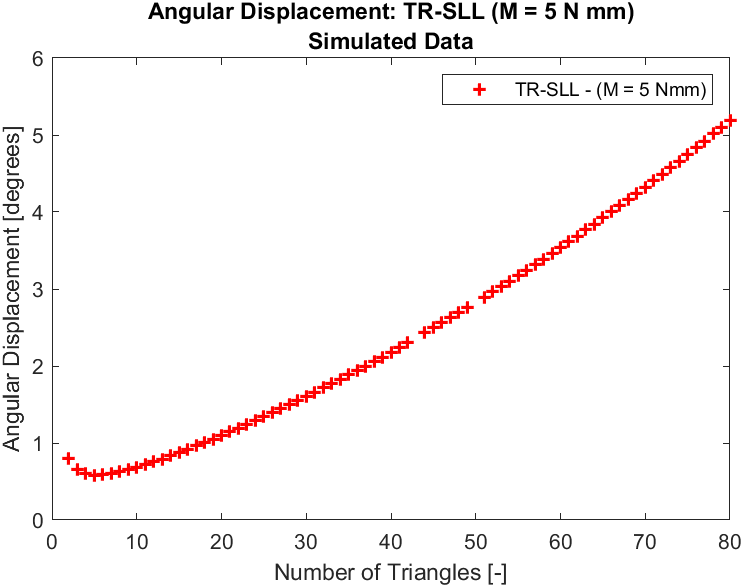 Angular Displacement: TR-SLL (M = 5 N mm)
Simulated Data
TR-SLL - (M = 5 Nmm)
Angular Displacement [degrees]
6
5
4
3
2
1
0
0 10 20 30 40 50 60 70 80
Number of Triangles [-]